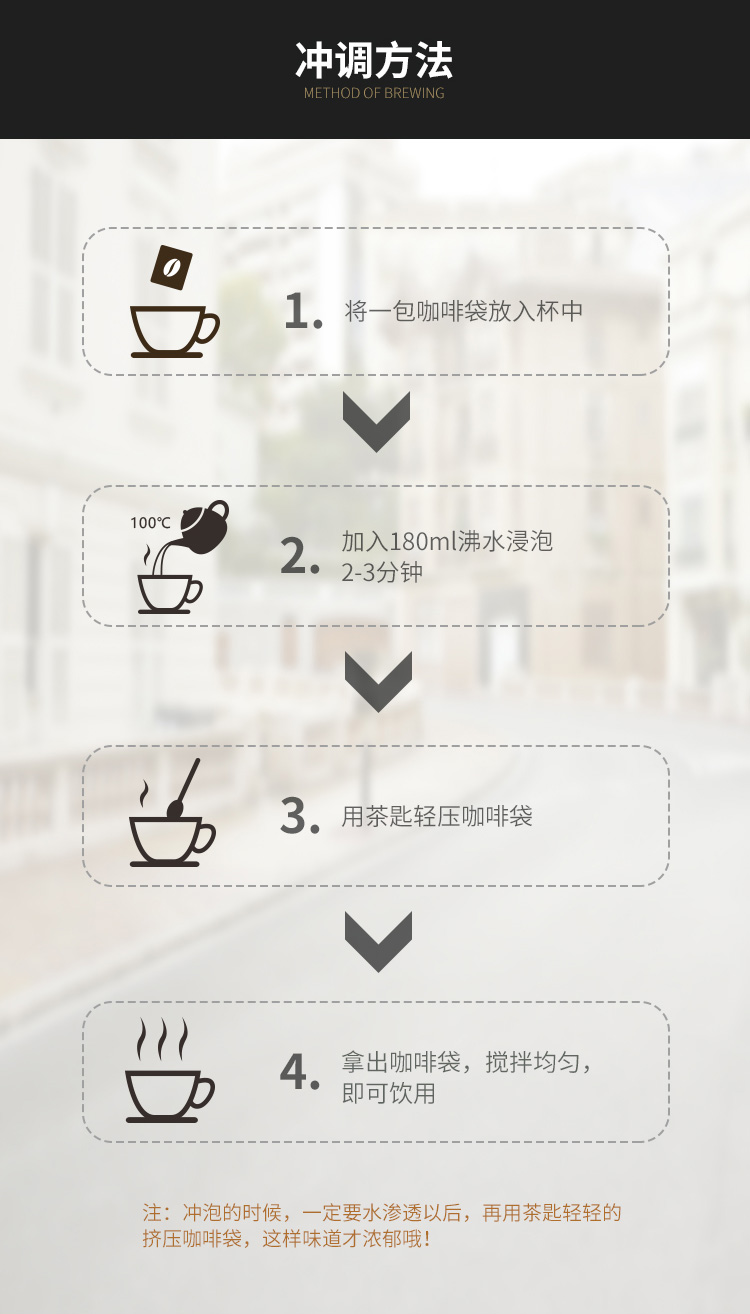 冲调方法
METHOD OF BREWING
1. 将一包咖啡袋放入杯中
100℃
2. 加入180ml沸水浸泡
2-3分钟
3. 用茶匙轻压咖啡袋
4. 拿出咖啡袋，搅拌均匀，
即可饮用
注：冲泡的时候，一定要水渗透以后，再用茶匙轻轻的
挤压咖啡袋，这样味道才浓郁哦！